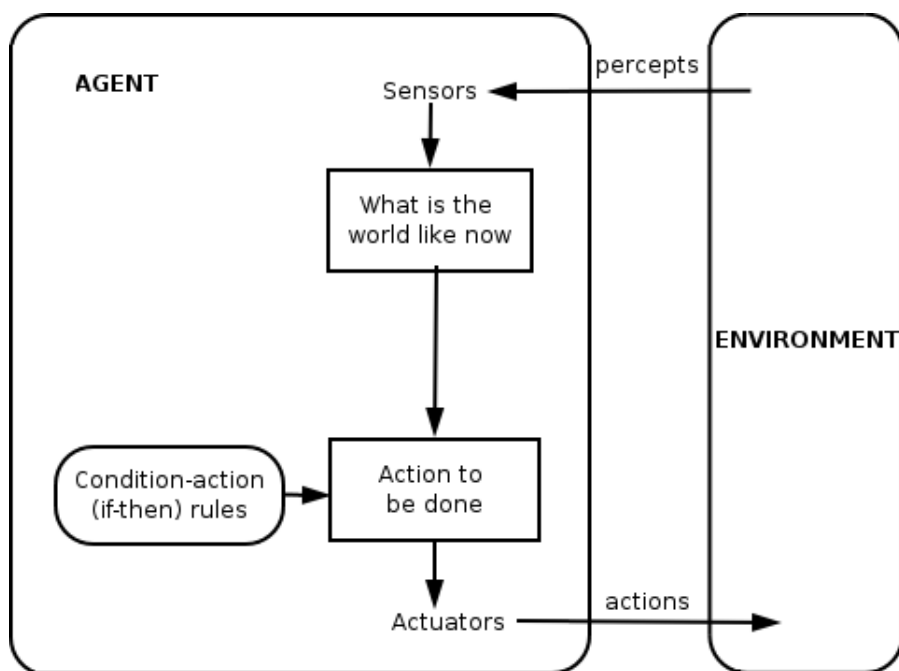 AGENT
percepts
Sensors
What is the
world like now
ENVIRONMENT
Condition-action
(if-then) rules
Action to
be done
actions
Actuators